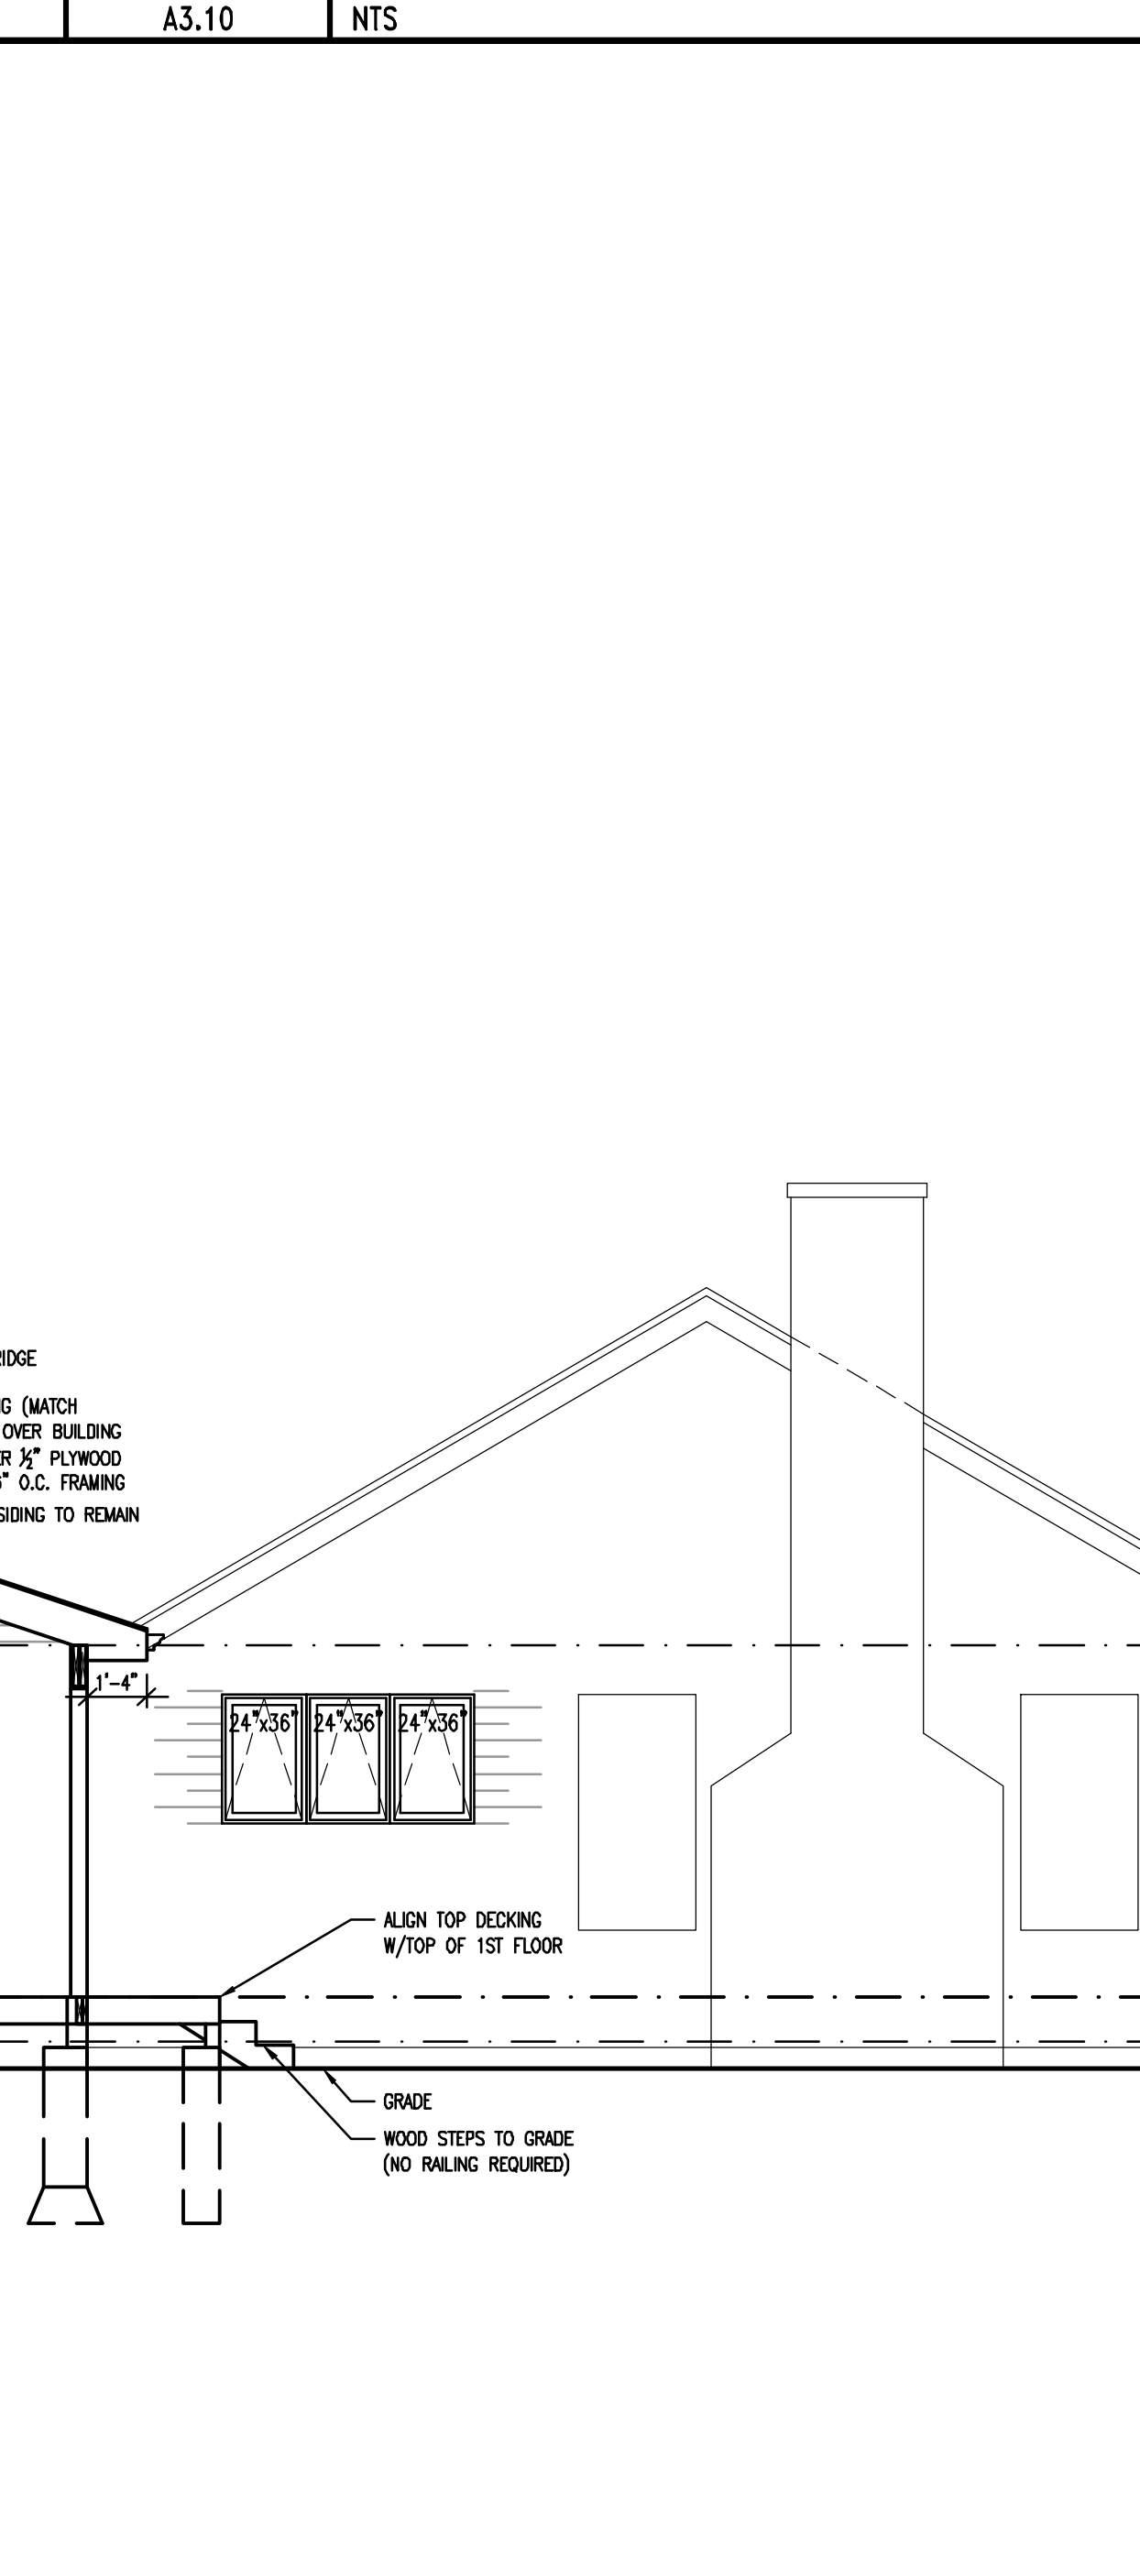 A3.10 NTS
G (MATCH
OVER BUILDING
½" PLYWOOD
O.C. FRAMING
SIDING TO REMAIN
1'-4"
24"x36" 24"x36" 24"x36"
ALIGN TOP DECKING
W/TOP OF 1ST FLOOR
GRADE
WOOD STEPS TO GRADE
(NO RAILING REQUIRED)